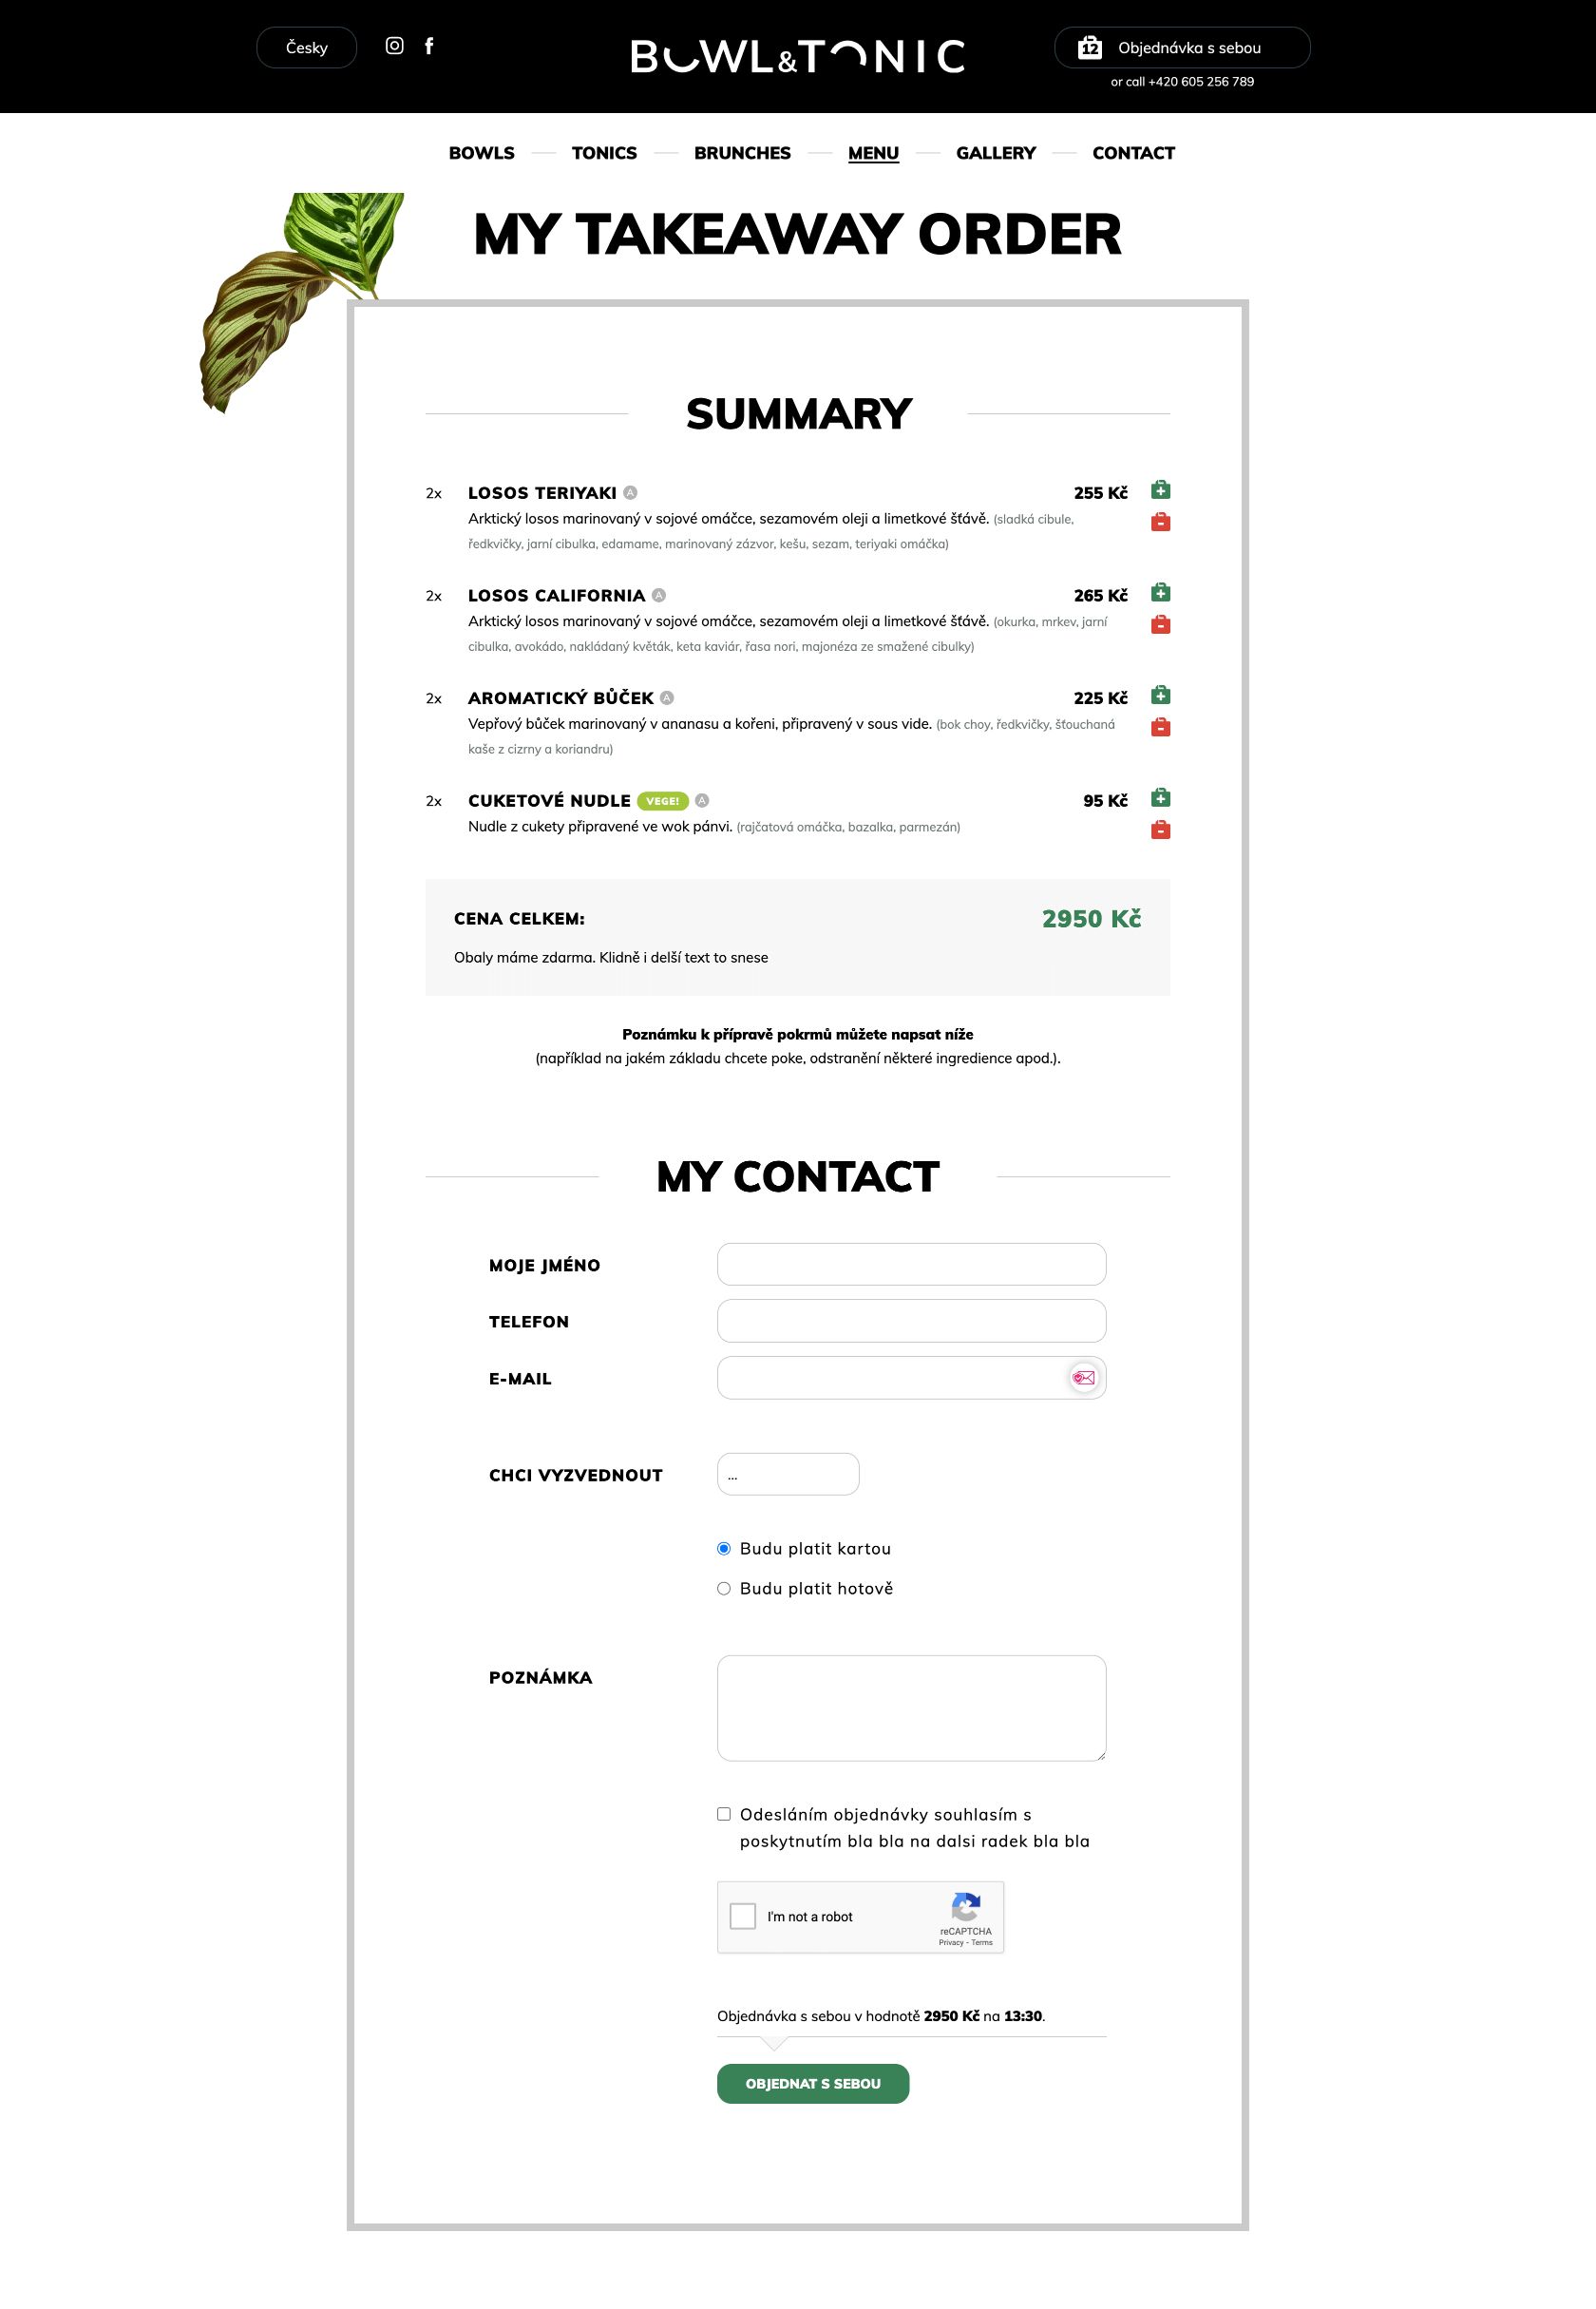 Česky
BOWL&TONIC
12 Objednávka s sebou
or call +420 605 256 789
BOWLS TONICS BRUNCHES MENU GALLERY CONTACT
MY TAKEAWAY ORDER
SUMMARY
2x LOSOS TERIYAKI A 255 Kč
Arktický losos marinovaný v sojové omáčce, sezamovém oleji a limetkové šťávě. (sladká cibule,
ředkvičky, jarní cibulka, edamame, marinovaný zázvor, kešu, sezam, teriyaki omáčka)
2x LOSOS CALIFORNIA A 265 Kč
Arktický losos marinovaný v sojové omáčce, sezamovém oleji a limetkové šťávě. (okurka, mrkev, jarní
cibulka, avokádo, nakládaný květák, keta kaviár, řasa nori, majonéza ze smažené cibulky)
2x AROMATICKÝ BŮČEK A 225 Kč
Vepřový bůček marinovaný v ananasu a kořeni, připravený v sous vide. (bok choy, ředkvičky, šťouchaná
kaše z cizrny a koriandru)
2x CUKETOVÉ NUDLE VEGE! A 95 Kč
Nudle z cukety připravené ve wok pánvi. (rajčatová omáčka, bazalka, parmezán)
CENA CELKEM: 2950 Kč
Obaly máme zdarma. Klidně i delší text to snese
Poznámku k přípravě pokrmů můžete napsat níže
(například na jakém základu chcete poke, odstranění některé ingredience apod.).
MY CONTACT
MOJE JMÉNO
TELEFON
E-MAIL
CHCI VYZVEDNOUT ...
Budu platit kartou
Budu platit hotově
POZNÁMKA
Odesláním objednávky souhlasím s
poskytnutím bla bla na dalsi radek bla bla
I'm not a robot
reCAPTCHA
Privacy - Terms
Objednávka s sebou v hodnotě 2950 Kč na 13:30.
OBJEDNAT S SEBOU